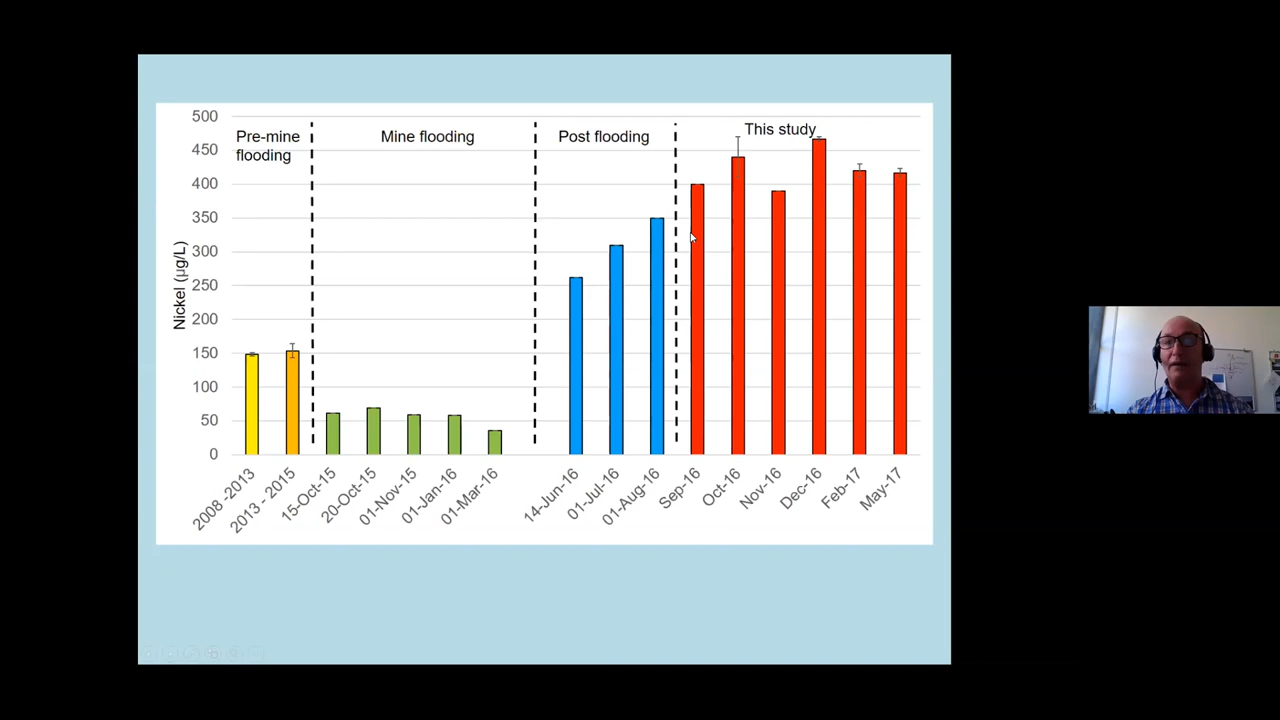 500
450
400
350
300
250
200
150
100
50
0
Nickel (µg/L)
Pre-mine
flooding
Mine flooding
Post flooding
This study
2008 -2013
2013 - 2015
15-Oct-15
20-Oct-15
01-Nov-15
01-Jan-16
01-Mar-16
14-Jun-16
01-Jul-16
01-Aug-16
Sep-16
Oct-16
Nov-16
Dec-16
Feb-17
May-17